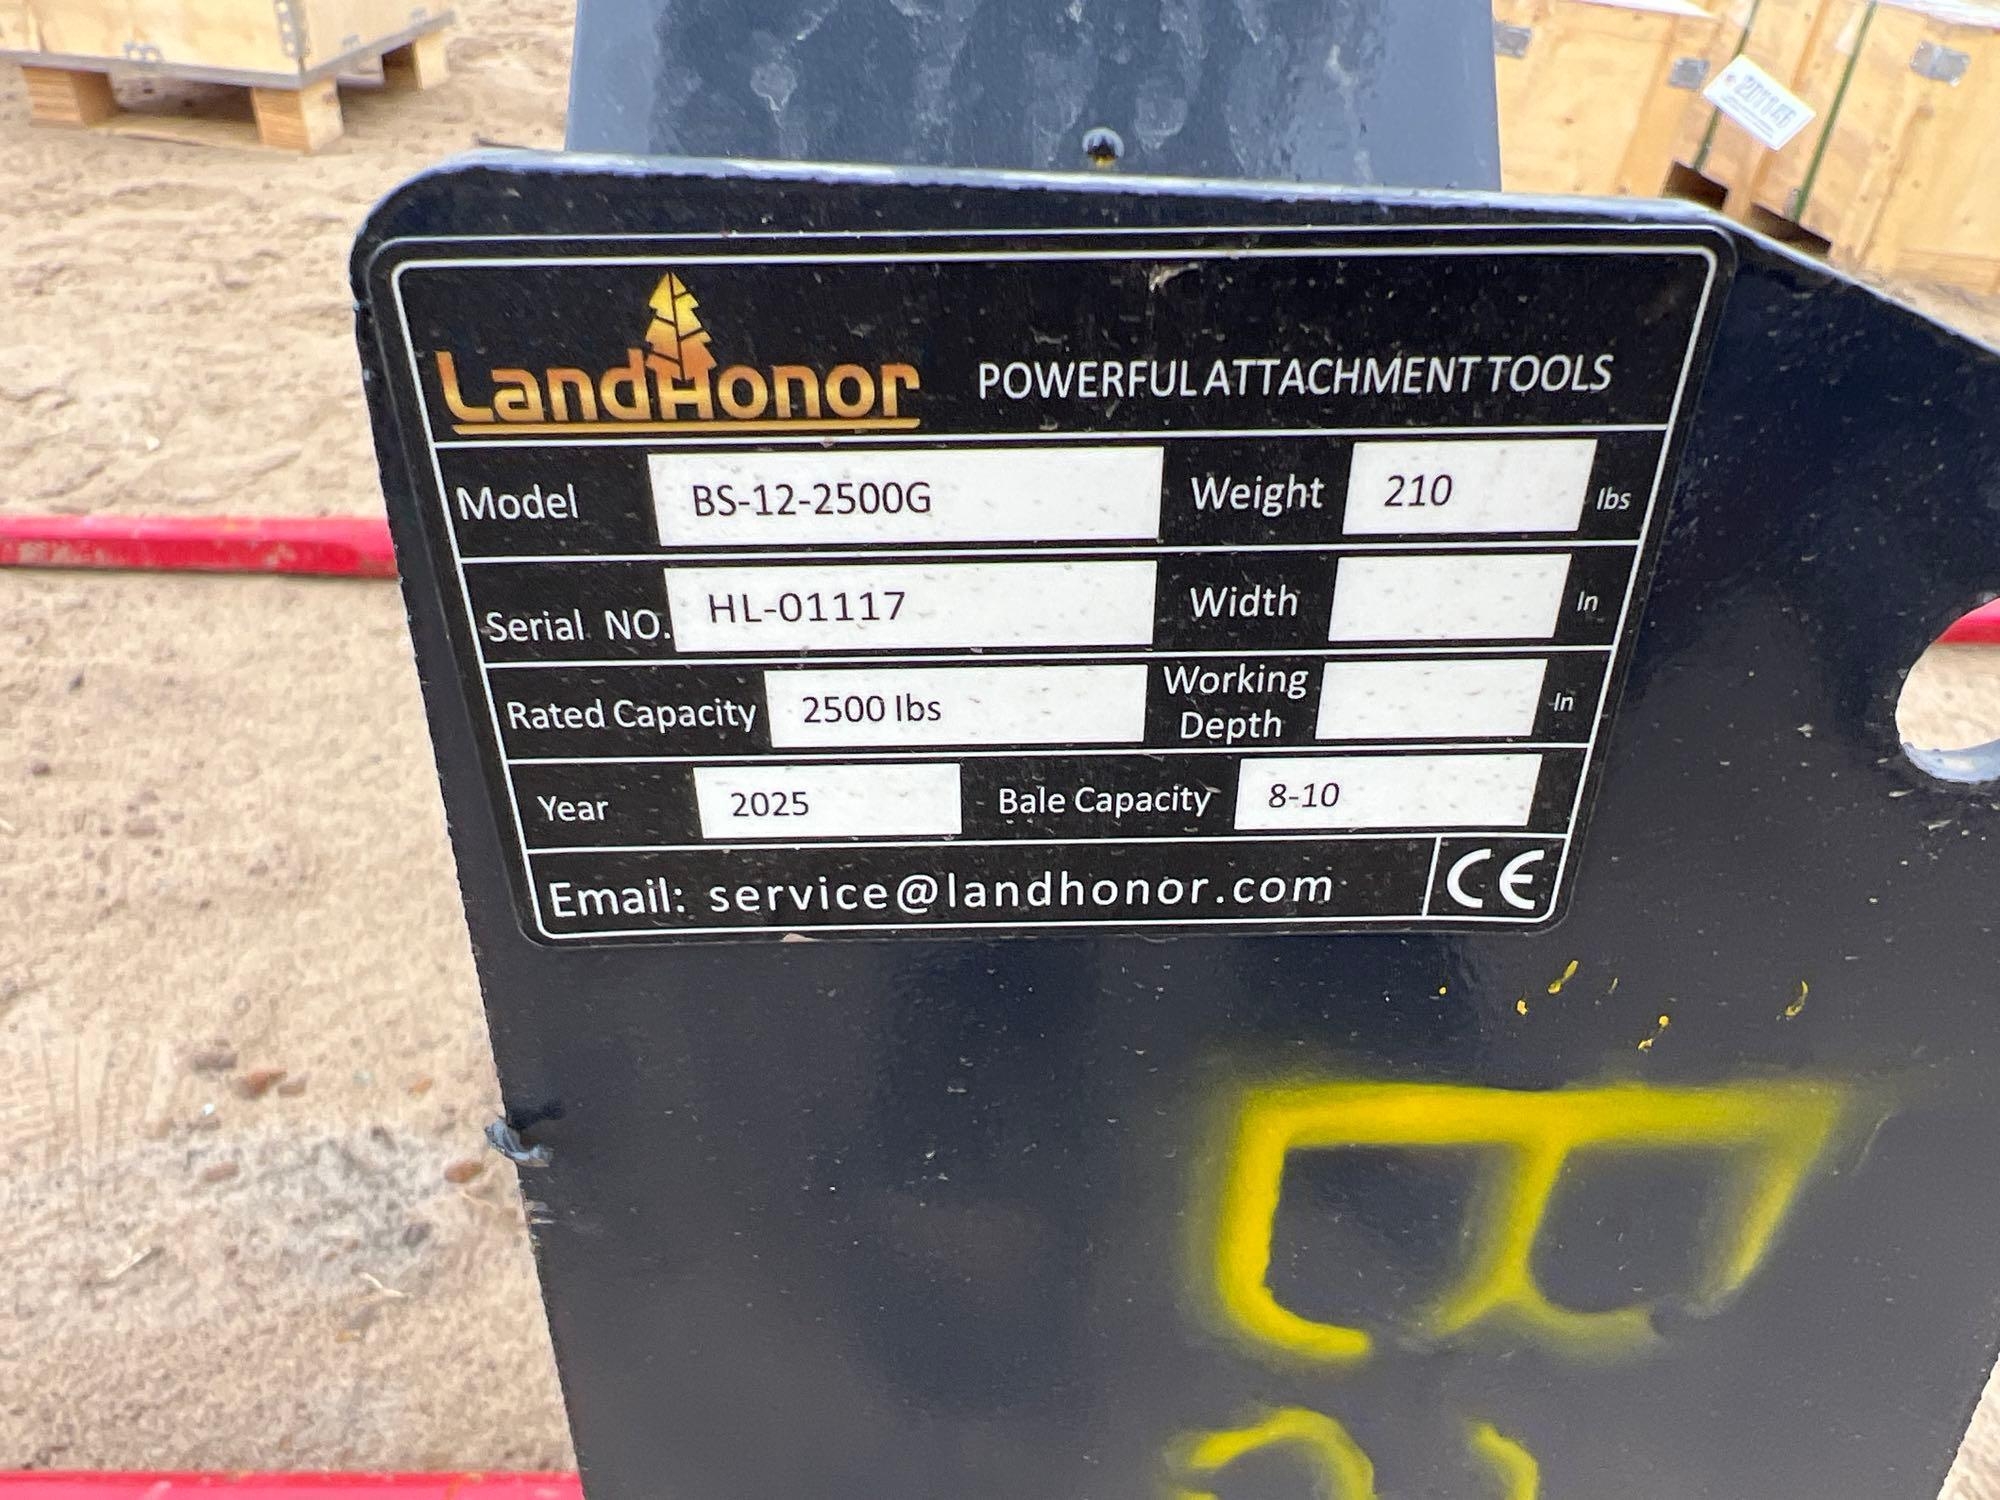 LandHonor POWERFUL ATTACHMENT TOOLS
Model BS-12-2500G Weight 210 lbs
Serial NO. HL-01117 Width In
Rated Capacity 2500 lbs Working Depth In
Year 2025 Bale Capacity 8-10
Email: service@landhonor.com CE